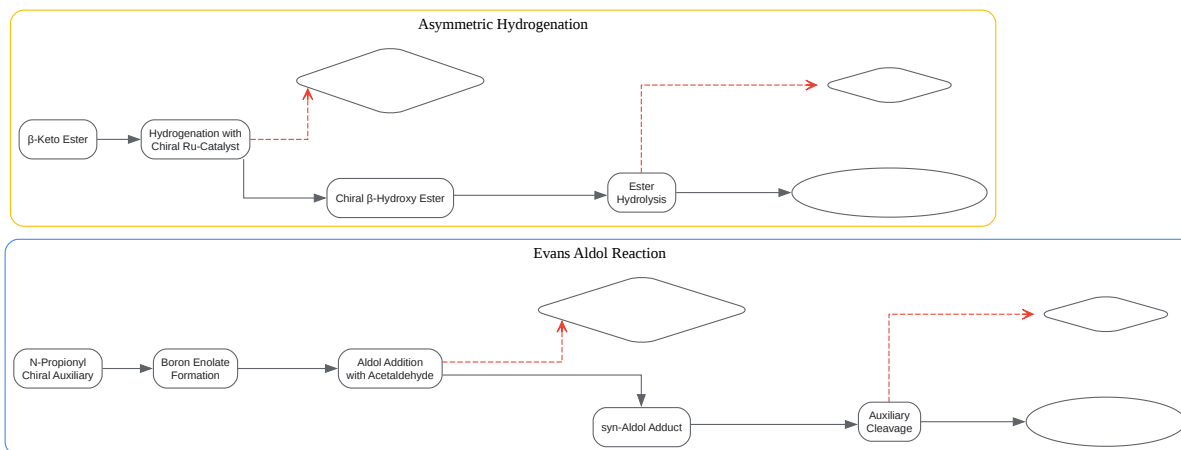 Asymmetric Hydrogenation
β-Keto Ester
Hydrogenation with
Chiral Ru-Catalyst
Chiral β-Hydroxy Ester
Ester
Hydrolysis
Evans Aldol Reaction
N-Propionyl
Chiral Auxiliary
Boron Enolate
Formation
Aldol Addition
with Acetaldehyde
syn-Aldol Adduct
Auxiliary
Cleavage